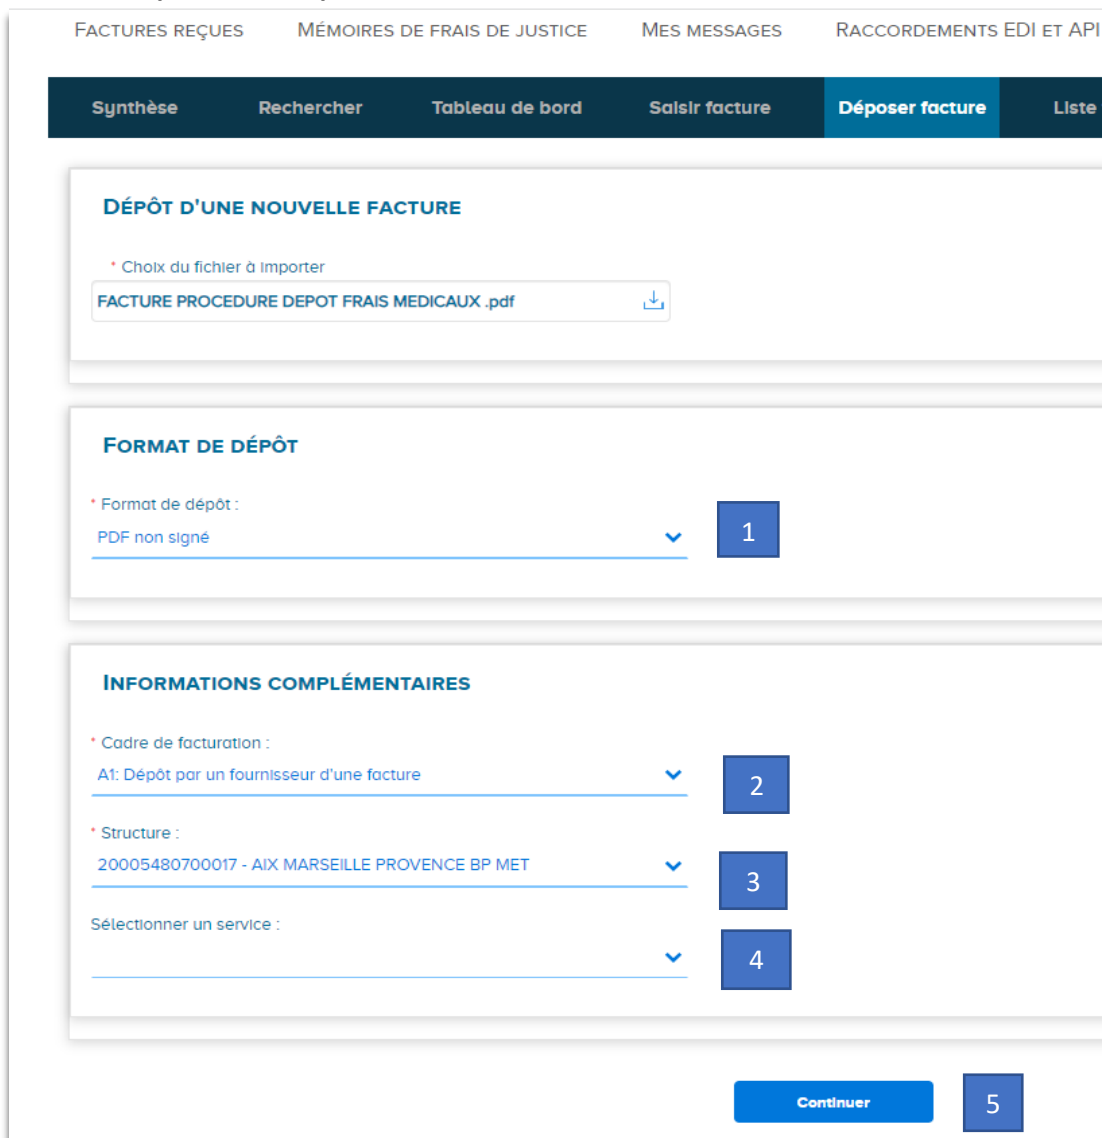 FACTURES REÇUES MÉMOIRES DE FRAIS DE JUSTICE MES MESSAGES RACCORDEMENTS EDI ET API
Synthèse Rechercher Tableau de bord Saisir facture Déposer facture Liste
DÉPÔT D'UNE NOUVELLE FACTURE
* Choix du fichier à importer
FACTURE PROCEDURE DEPOT FRAIS MEDICAUX .pdf
FORMAT DE DÉPÔT
* Format de dépôt :
PDF non signé
1
INFORMATIONS COMPLÉMENTAIRES
* Cadre de facturation :
A1: Dépôt par un fournisseur d'une facture
2
* Structure :
20005480700017 - AIX MARSEILLE PROVENCE BP MET
3
Sélectionner un service :
4
Continuer 5